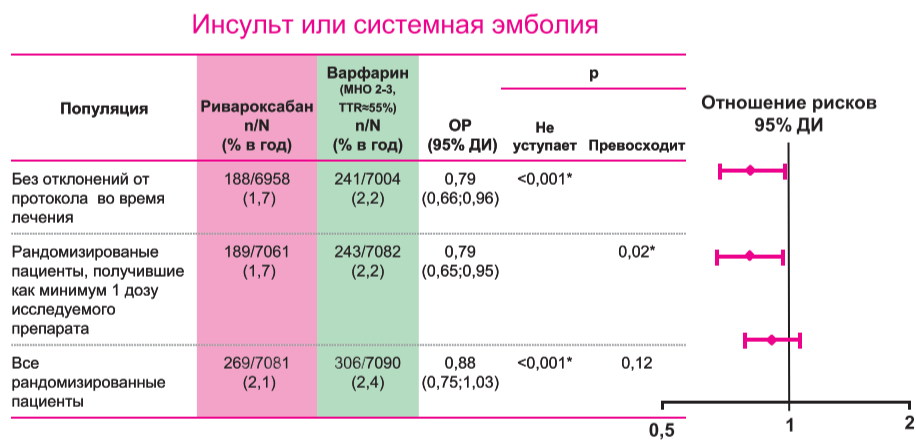 Инсульт или системная эмболия
Популяция
Ривароксабан
n/N
(% в год)
Варфарин
(МНО 2-3,
TTR≈55%)
n/N
(% в год)
ОР
(95% ДИ)
р
Не
уступает
Превосходит
Отношение рисков
95% ДИ
Без отклонений от
протокола во время
лечения
188/6958
(1,7)
241/7004
(2,2)
0,79
(0,66;0,96)
<0,001*
Рандомизированые
пациенты, получившие
как минимум 1 дозу
исследуемого
препарата
189/7061
(1,7)
243/7082
(2,2)
0,79
(0,65;0,95)
0,02*
Все
рандомизированные
пациенты
269/7081
(2,1)
306/7090
(2,4)
0,88
(0,75;1,03)
<0,001*
0,12
0,5
1
2